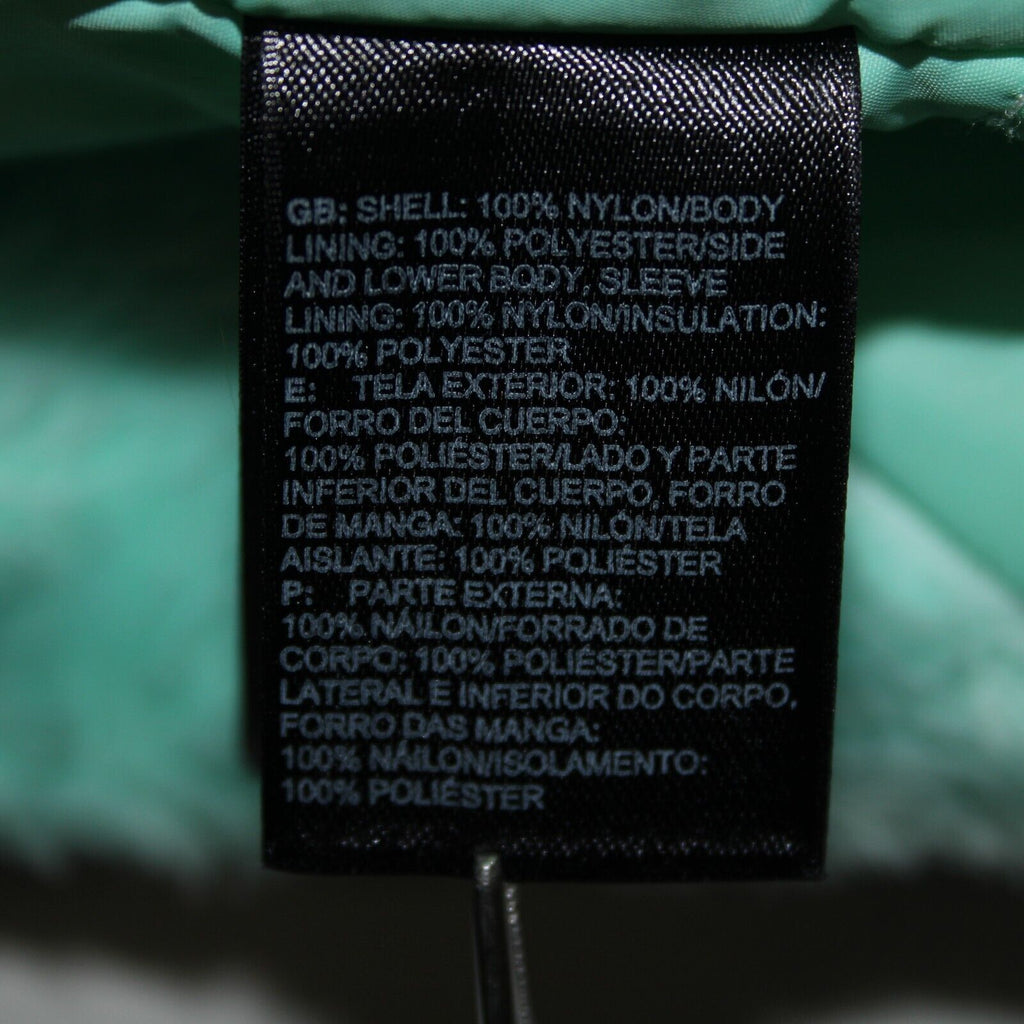 GB: SHELL: 100% NYLON/BODY
LINING: 100% POLYESTER/SIDE
AND LOWER BODY, SLEEVE
LINING: 100% NYLON/INSULATION:
100% POLYESTER
E: TELA EXTERIOR: 100% NILÓN/
FORRO DEL CUERPO:
100% POLIÉSTER/LADO Y PARTE
INFERIOR DEL CUERPO, FORRO
DE MANGA: 100% NILÓN/TELA
AISLANTE: 100% POLIÉSTER
P: PARTE EXTERNA:
100% NÁILON/FORRADO DE
CORPO: 100% POLIÉSTER/PARTE
LATERAL E INFERIOR DO CORPO,
FORRO DAS MANGA:
100% NÁILON/ISOLAMENTO:
100% POLIÉSTER